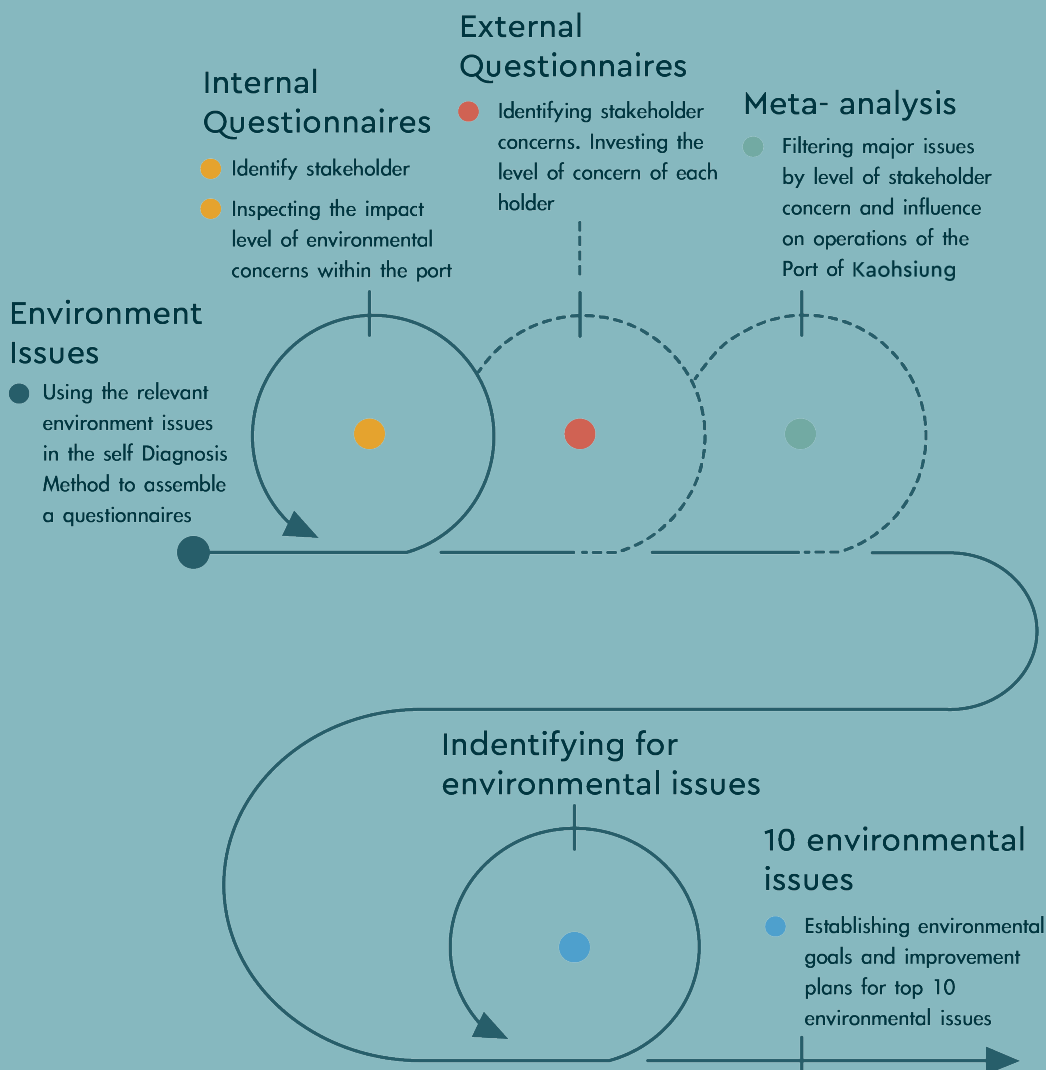 Environment
Issues
Using the relevant
environment issues
in the self Diagnosis
Method to assemble
a questionnaires
Internal
Questionnaires
Identify stakeholder
Inspecting the impact
level of environmental
concerns within the port
External
Questionnaires
Identifying stakeholder
concerns. Investing the
level of concern of each
holder
Meta- analysis
Filtering major issues
by level of stakeholder
concern and influence
on operations of the
Port of Kaohsiung
Indentifying for
environmental issues
10 environmental
issues
Establishing environmental
goals and improvement
plans for top 10
environmental issues